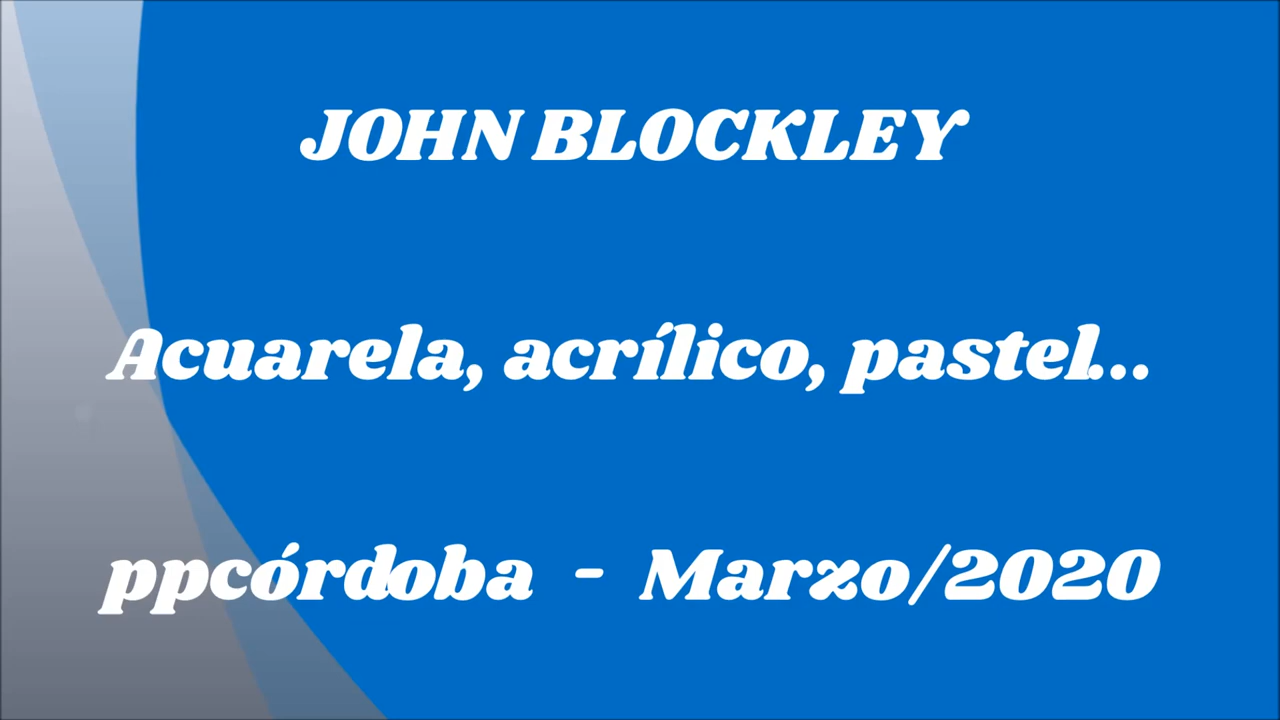 JOHN BLOCKLEY
Acuarela, acrílico, pastel...
ppcórdoba - Marzo/2020